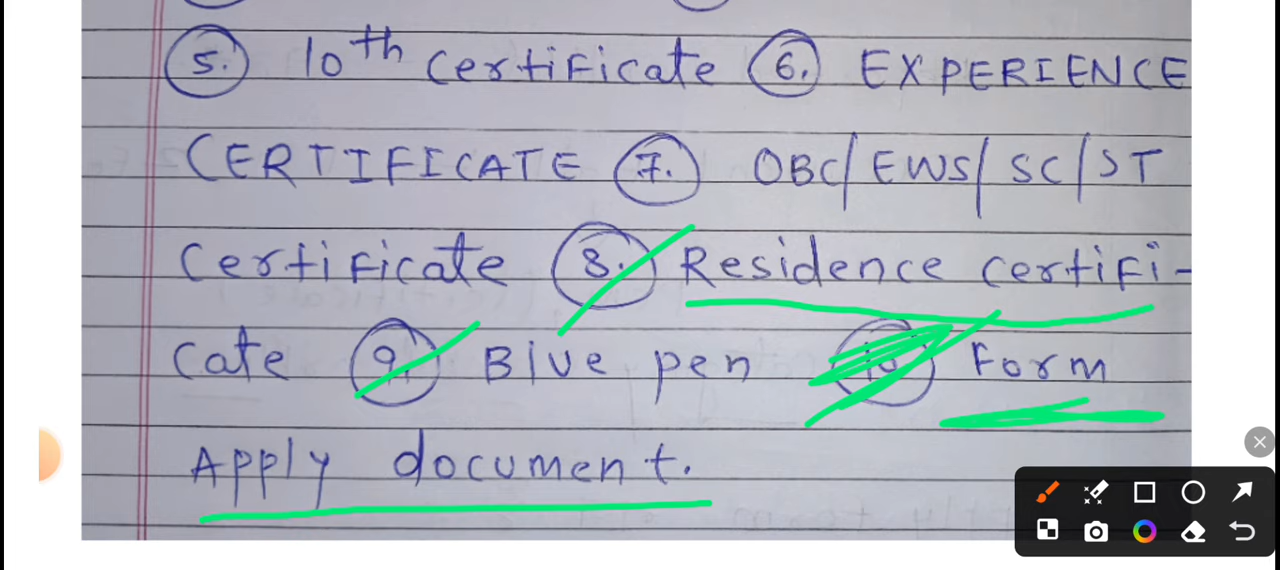 5. 10th certificate 6. EXPERIENCE
CERTIFICATE 7. OBC/EWS/SC/ST
Certificate 8. Residence certifi-
cate 9. Blue pen 10. Form
Apply document.